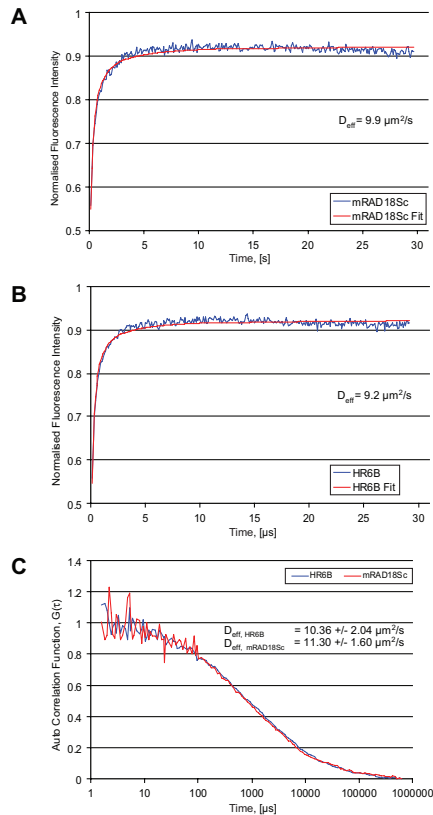 A
1
0.9
0.8
0.7
0.6
0.5
Normalised Fluorescence Intensity
Deff = 9.9 µm²/s
mRAD18Sc
mRAD18Sc Fit
0 5 10 15 20 25 30
Time, [s]
B
1
0.9
0.8
0.7
0.6
0.5
Normalised Fluorescence Intensity
Deff = 9.2 µm²/s
HR6B
HR6B Fit
0 5 10 15 20 25 30
Time, [µs]
C
HR6B mRAD18Sc
1.4
1.2
1
0.8
0.6
0.4
0.2
0
Auto Correlation Function, G(τ)
Deff, HR6B = 10.36 +/- 2.04 µm²/s
Deff, mRAD18Sc = 11.30 +/- 1.60 µm²/s
1 10 100 1000 10000 100000 1000000
Time, [µs]